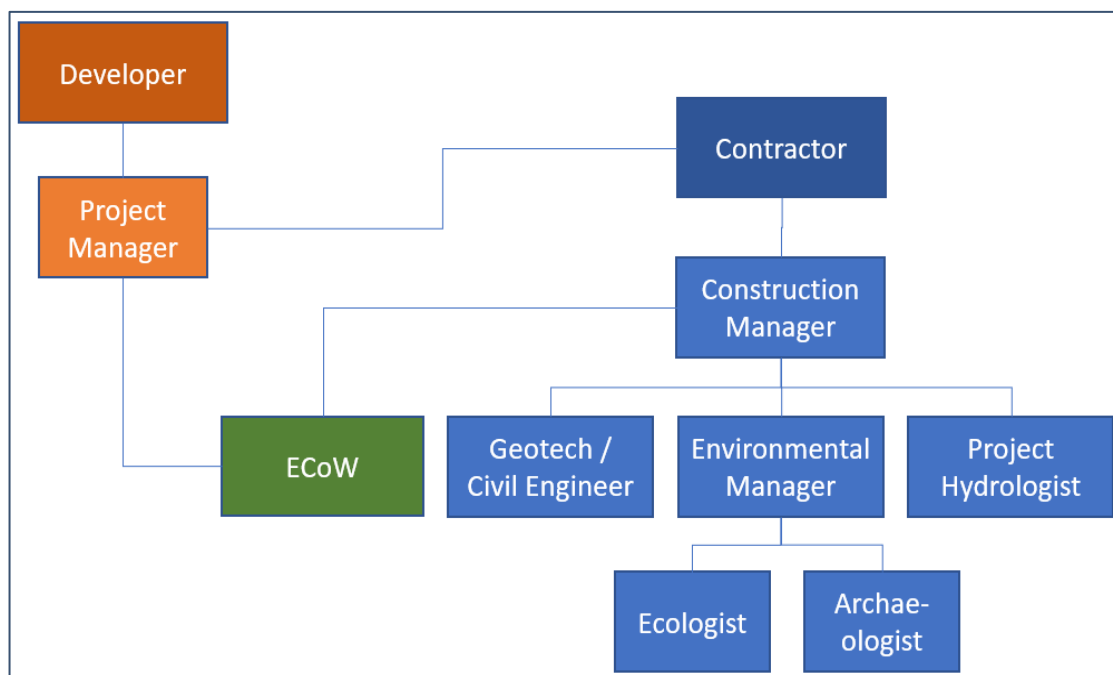 Developer
Contractor
Project
Manager
Construction
Manager
ECoW
Geotech /
Civil Engineer
Environmental
Manager
Project
Hydrologist
Ecologist
Archae-
ologist